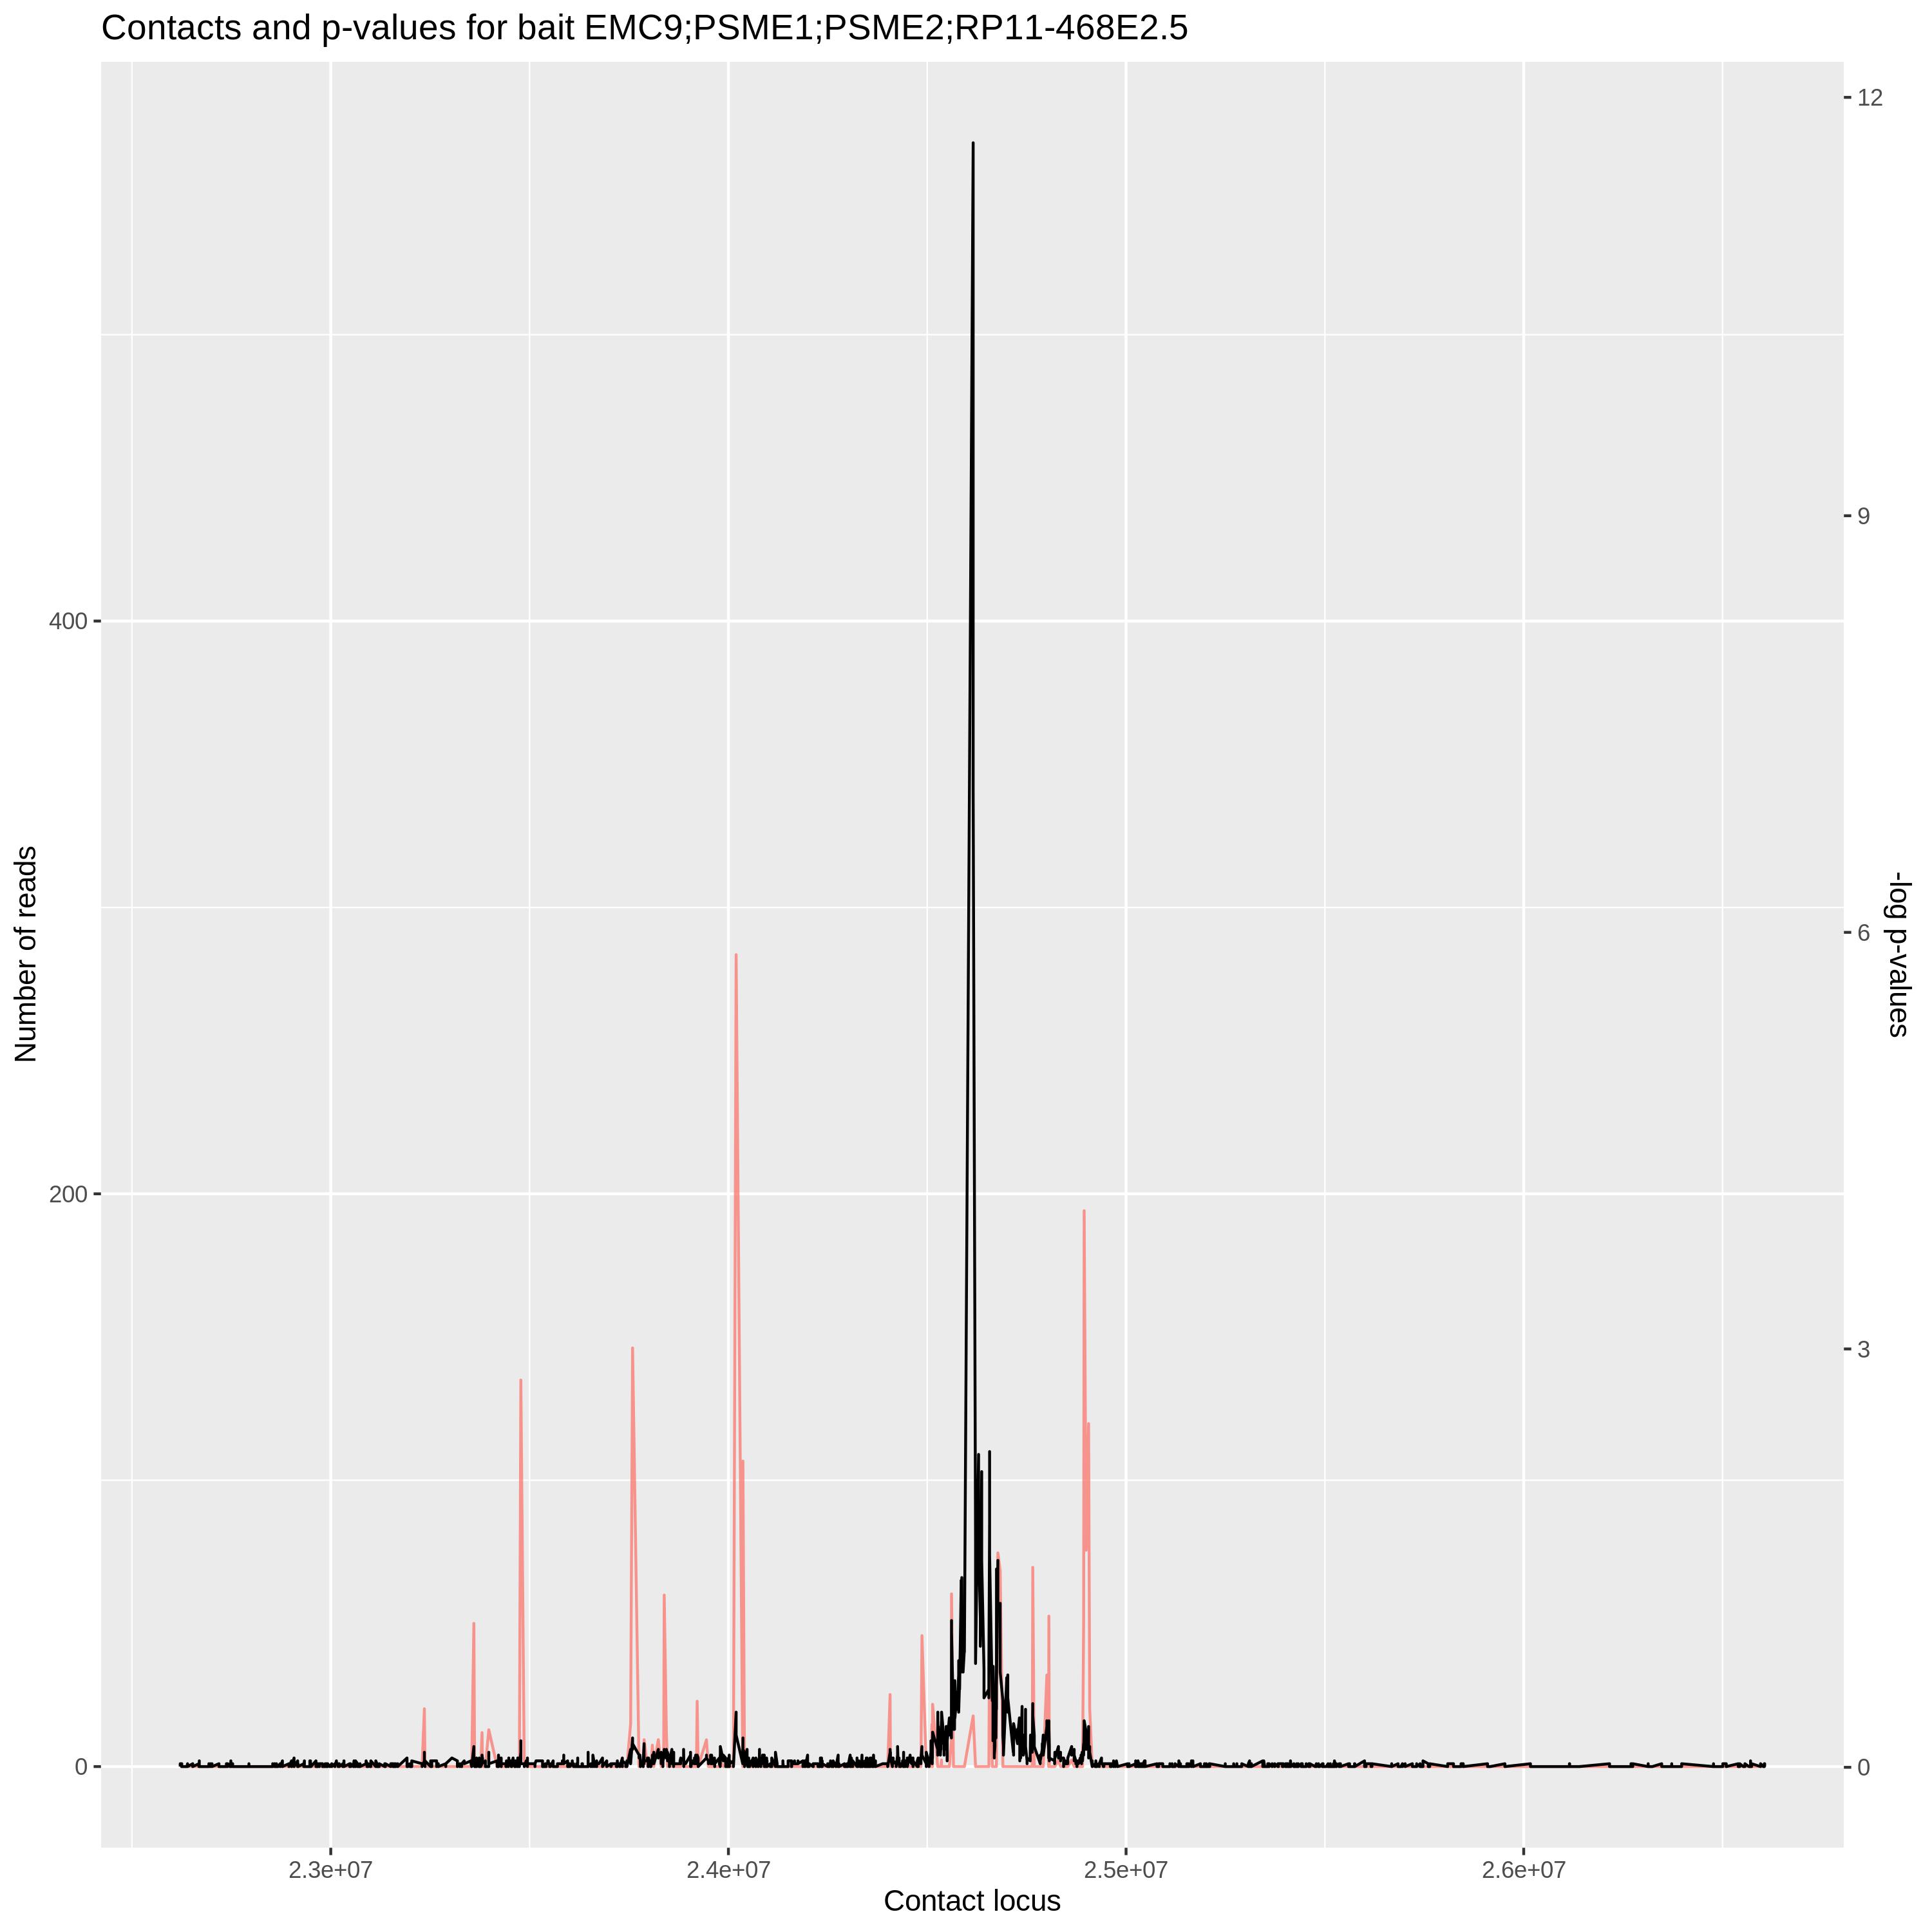 Contacts and p-values for bait EMC9;PSME1;PSME2;RP11-468E2.5
Number of reads
400
200
0
12
9
6
3
0
-log p-values
2.3e+07 2.4e+07 2.5e+07 2.6e+07
Contact locus